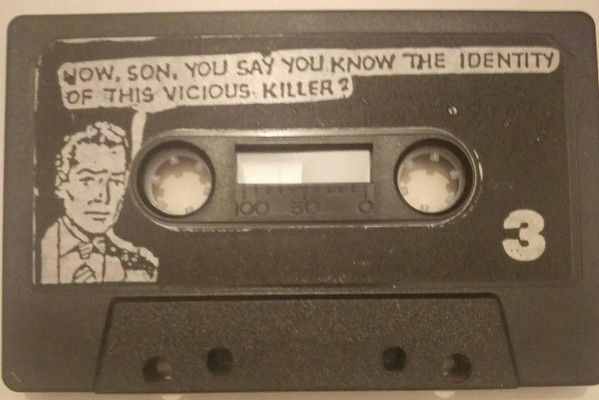 NOW, SON, YOU SAY YOU KNOW THE IDENTITY
OF THIS VICIOUS KILLER?
100 50 0
3